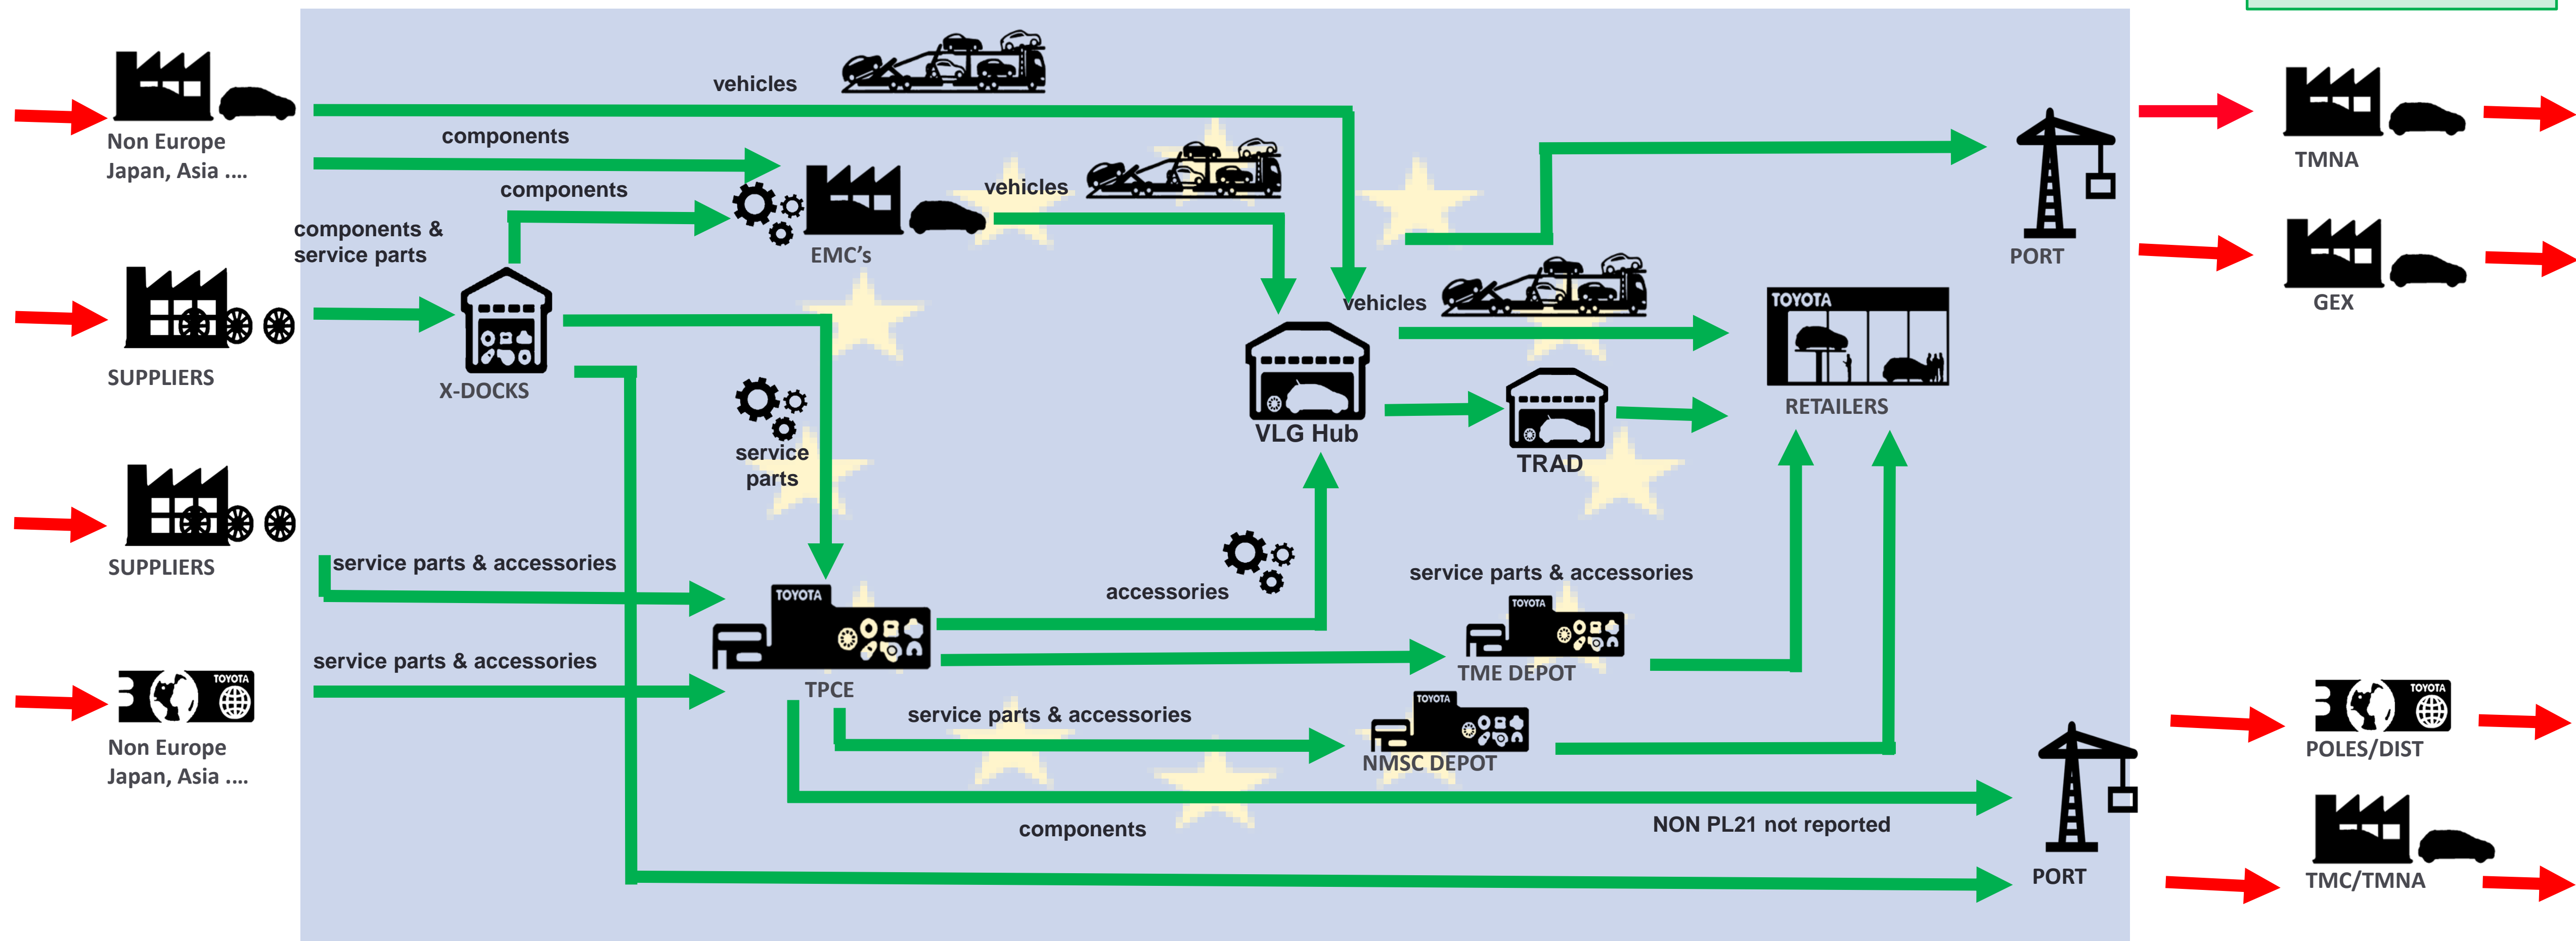 vehicles
Non Europe
Japan, Asia ....
components
components
vehicles
TMNA
components &
service parts
EMC's
PORT
GEX
vehicles
TOYOTA
SUPPLIERS
X-DOCKS
RETAILERS
VLG Hub
service
parts
TRAD
SUPPLIERS
service parts & accessories
service parts & accessories
accessories
TOYOTA
TOYOTA
service parts & accessories
TOYOTA
TPCE
TME DEPOT
TOYOTA
TOYOTA
service parts & accessories
Non Europe
Japan, Asia ....
NMSC DEPOT
POLES/DIST
components
NON PL21 not reported
PORT
TMC/TMNA